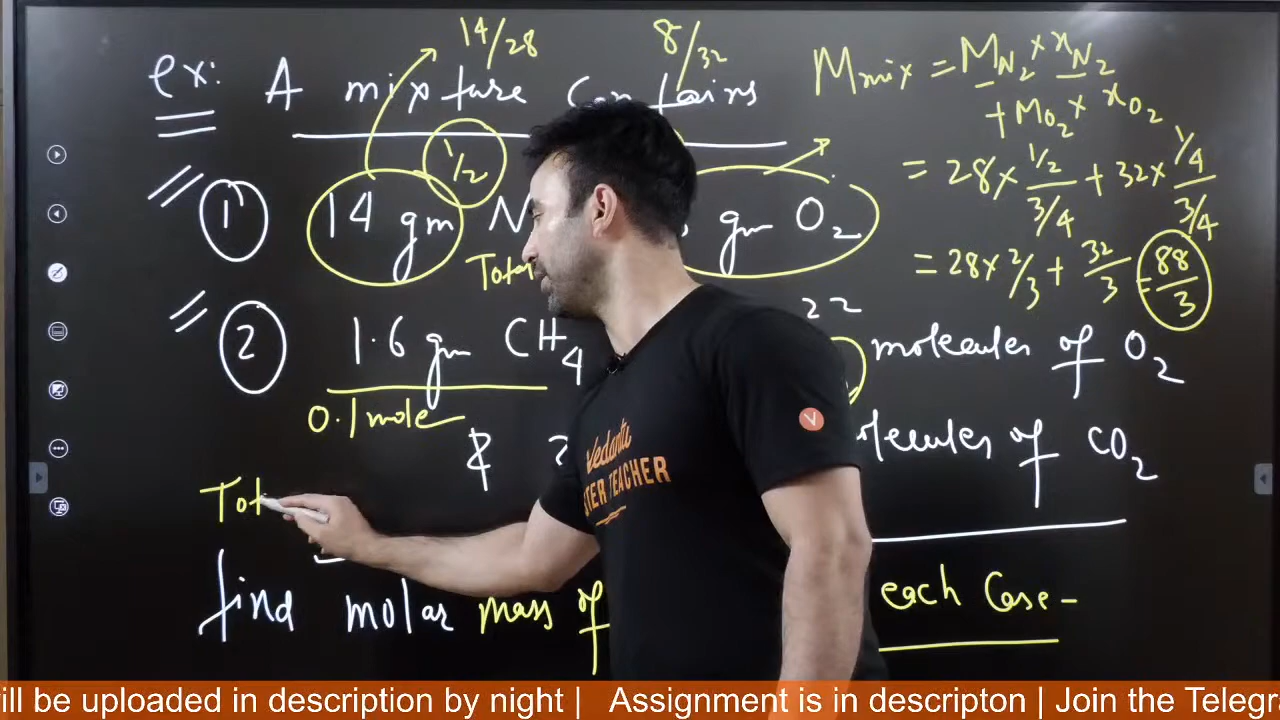 14/28
8/32
ex: A mixture Contains
Mmix = MN₂ × xN₂
+ MO₂ × xO₂
1/2
= 28 × 1/2 / 3/4 + 32 × 1/4 / 3/4
1 14 gm N gm O₂
Total
= 28 × 2/3 + 32/3 = 88/3
22
2 1.6 gm CH₄ molecules of O₂
0.1 mole
& molecules of CO₂
Tot
find molar mass of each Case -
Vedantu
TER TEACHER
V
ill be uploaded in description by night | Assignment is in descripton | Join the Telegr